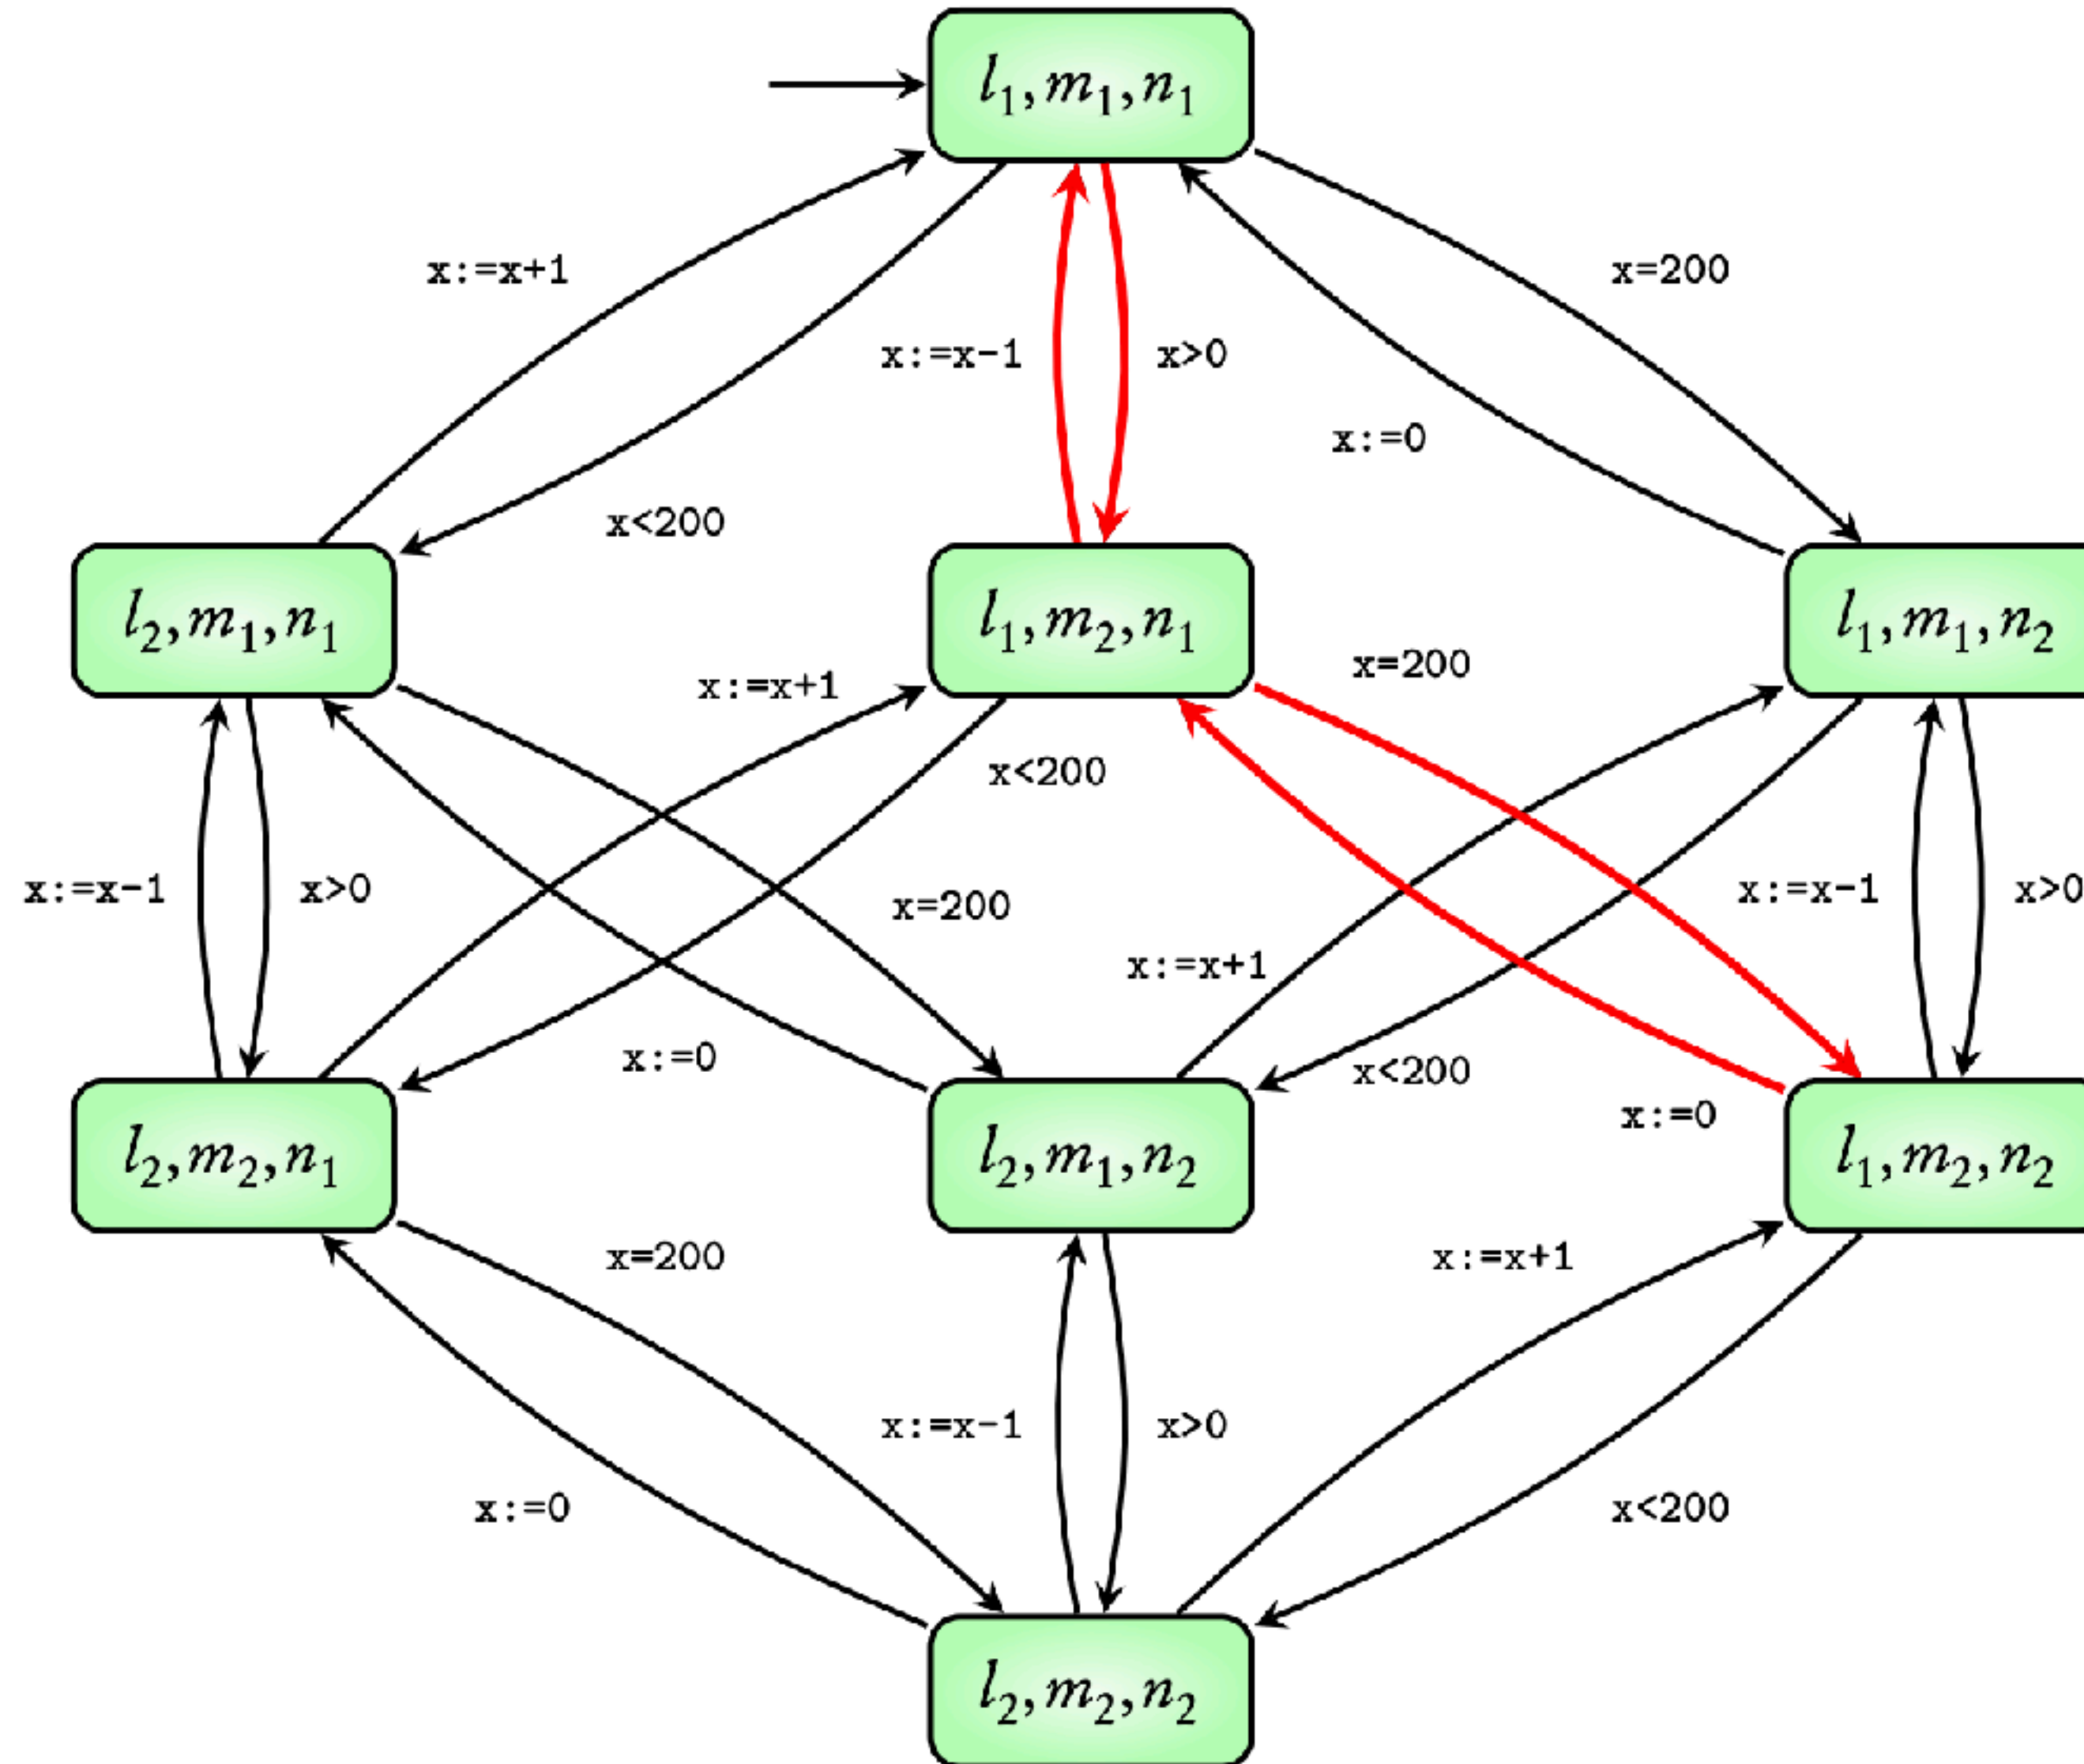 l₁,m₁,n₁
x:=x+1
x=200
x:=x-1
x>0
x:=0
x<200
l₂,m₁,n₁
l₁,m₂,n₁
l₁,m₁,n₂
x=200
x:=x+1
x<200
x:=x-1
x>0
x=200
x:=x-1
x>0
x:=x+1
x:=0
x<200
x:=0
l₂,m₂,n₁
l₂,m₁,n₂
l₁,m₂,n₂
x=200
x:=x+1
x:=x-1
x>0
x:=0
x<200
l₂,m₂,n₂